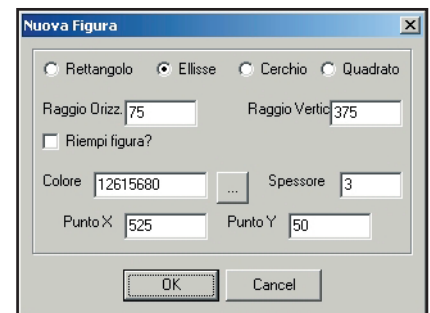 Nuova Figura
Rettangolo Ellisse Cerchio Quadrato
Raggio Orizz. 75 Raggio Vertic 375
Riempi figura?
Colore 12615680 ... Spessore 3
Punto X 525 Punto Y 50
OK Cancel